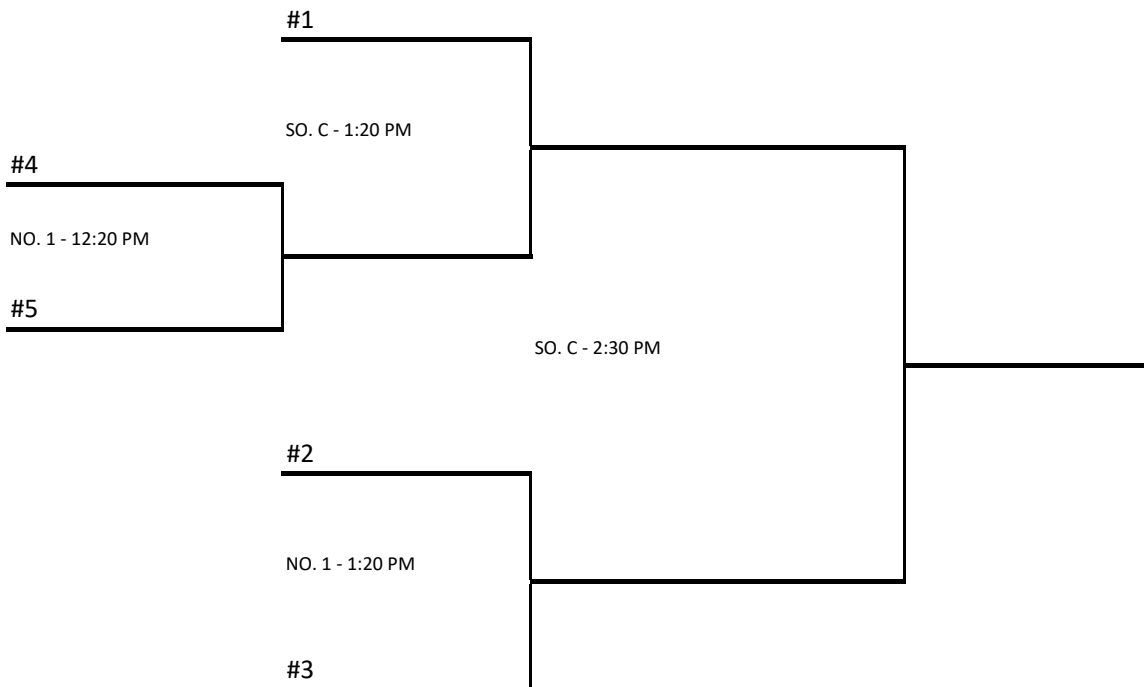 #1
SO. C - 1:20 PM
#4
NO. 1 - 12:20 PM
#5
SO. C - 2:30 PM
#2
NO. 1 - 1:20 PM
#3